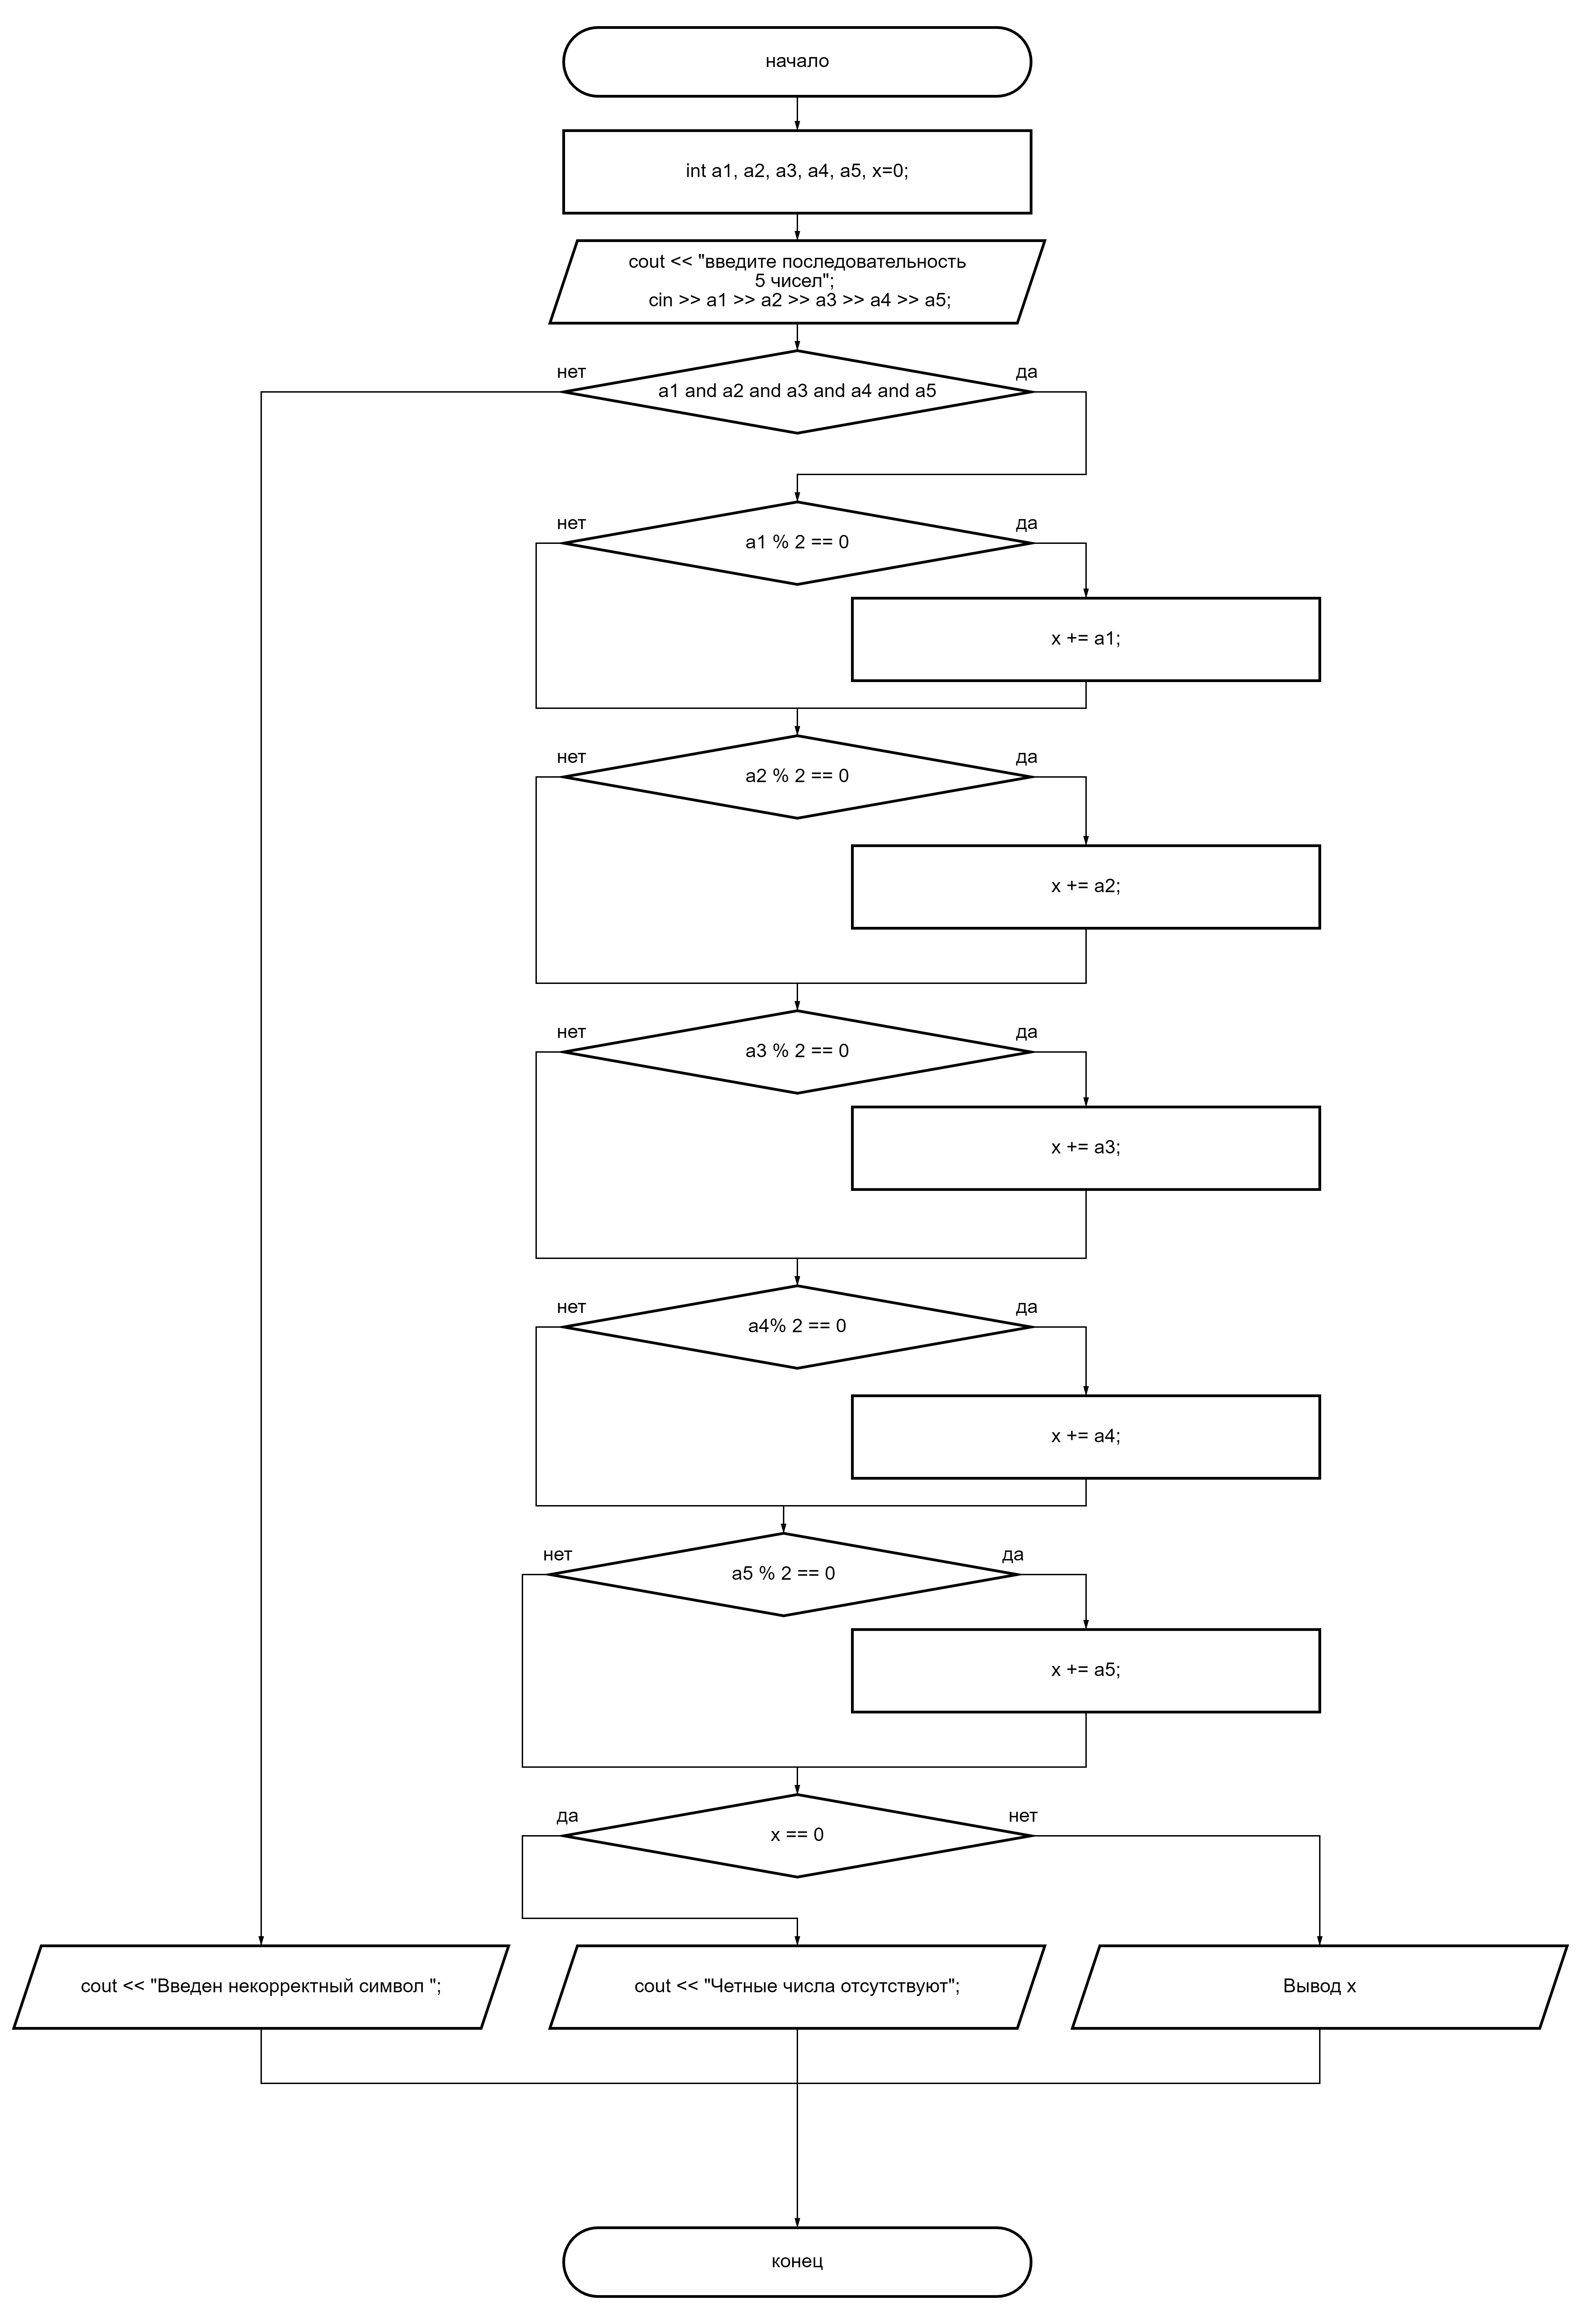 начало
int a1, a2, a3, a4, a5, x=0;
cout << "введите последовательность
5 чисел";
cin >> a1 >> a2 >> a3 >> a4 >> a5;
нет
да
a1 and a2 and a3 and a4 and a5
нет
да
a1 % 2 == 0
x += a1;
нет
да
a2 % 2 == 0
x += a2;
нет
да
a3 % 2 == 0
x += a3;
нет
да
a4% 2 == 0
x += a4;
нет
да
a5 % 2 == 0
x += a5;
да
нет
x == 0
cout << "Введен некорректный символ ";
cout << "Четные числа отсутствуют";
Вывод x
конец